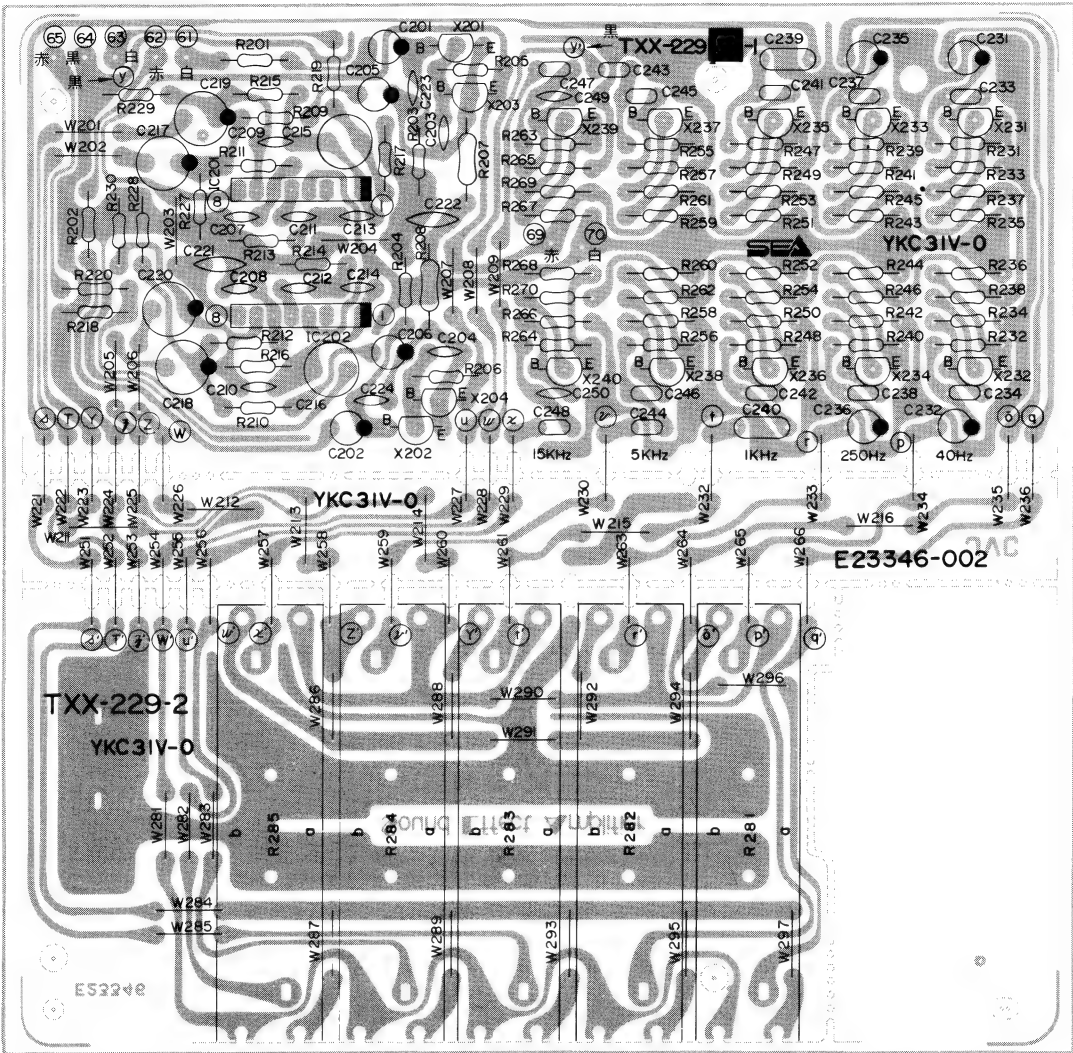 65 64 63 62 61
赤 黒 白
黒 y 赤 白
R201
C201
X201
B E
R219
C205
C223
R205
B E
X203
R229
C219
R215
R209
C217
C209
C215
R203
C203
R217
R207
W201
W202
R211
IC201
8 1
R202
R230
R228
W203
R227
C207
C211
C213
C222
R213
R214
W204
R204
R208
C221
C208
C212
C214
W207
W208
W209
R220
C220
R218
8 1
IC202
R212
C206
C204
R216
R206
W205
W206
C218
C210
C216
C224
B E
X204
R210
C202
B E
X202
黒
y'
TXX-229 -1
C239
C235
C231
C247
C243
C249
C245
C241
C237
C233
B E X239
B E X237
B E X235
B E X233
B E X231
R263
R255
R247
R239
R231
R265
R257
R249
R241
R233
R269
R261
R253
R245
R237
R267
R259
R251
R243
R235
69 70
赤 白
SEA
YKC31V-0
R268
R260
R252
R244
R236
R270
R262
R254
R246
R238
R266
R258
R250
R242
R234
R264
R256
R248
R240
R232
B E X240
B E X238
B E X236
B E X234
B E X232
C250
C246
C242
C238
C234
C248
C244
C240
C236
C232
15KHz 5KHz 1KHz 250Hz 40Hz
T Y Z W u t r p q
W221
W222
W223
W224
W225
W226
W212
YKC31V-0
W227
W228
W229
W230
W232
W233
W234
W235
W236
W211
W213
W214
W215
W216
W251
W252
W253
W254
W255
W256
W257
W258
W259
W260
W261
W263
W264
W265
W266
JVC
E23346-002
T' W' u' Z' Y' t' r' p' q'
TXX-229-2
YKC31V-0
W286
W288
W290
W291
W292
W294
W296
W281
W282
W283
b R285 a
b R284 a
b R283 a
b R282 a
b R281 a
Sound Effect Amplifier
W284
W285
W287
W289
W293
W295
W297
E23346